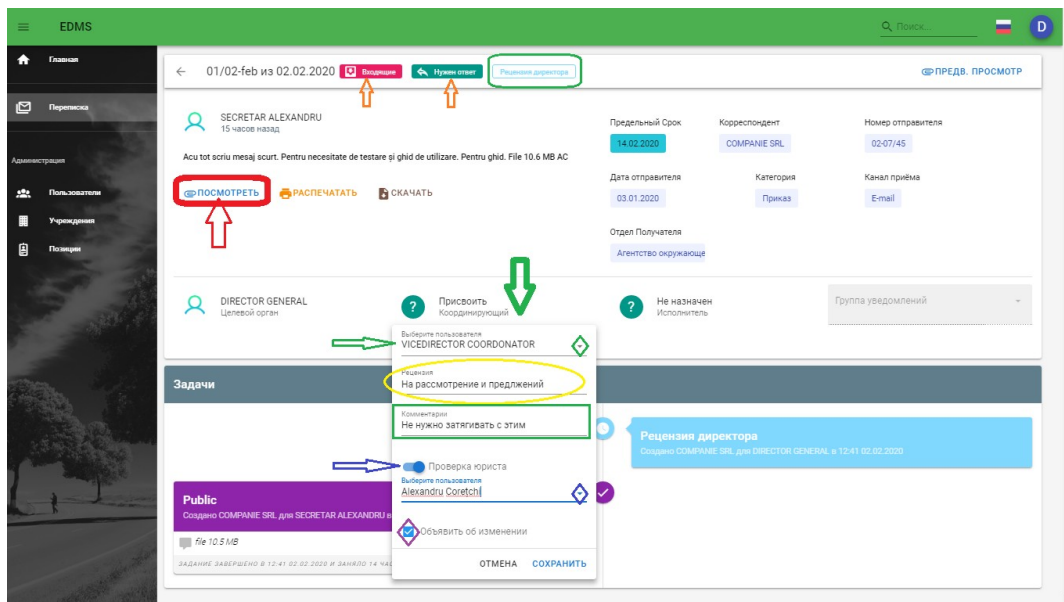 EDMS
Поиск...
D
Главная
Переписка
Администрация
Пользователи
Учреждения
Позиции
01/02-feb из 02.02.2020
Входящие
Нужен ответ
Рецензия директора
ПРЕДВ. ПРОСМОТР
SECRETAR ALEXANDRU
15 часов назад
Acu tot scriu mesaj scurt. Pentru necesitate de testare și ghid de utilizare. Pentru ghid. File 10.6 MB AC
ПОСМОТРЕТЬ
РАСПЕЧАТАТЬ
СКАЧАТЬ
Предельный Срок
Корреспондент
Номер отправителя
14.02.2020
COMPANIE SRL
02-07/45
Дата отправителя
Категория
Канал приёма
03.01.2020
Приказ
E-mail
Отдел Получателя
Агентство окружающе
DIRECTOR GENERAL
Целевой орган
?
Присвоить
Координирующий
?
Не назначен
Исполнитель
Группа уведомлений
Выберите пользователя
VICEDIRECTOR COORDONATOR
Рецензия
На рассмотрение и предлжений
Комментарии
Не нужно затягивать с этим
Проверка юриста
Выберите пользователя
Alexandru Coretchi
Объявить об изменении
ОТМЕНА
СОХРАНИТЬ
Задачи
Рецензия директора
Создано COMPANIE SRL для DIRECTOR GENERAL в 12:41 02.02.2020
Public
Создано COMPANIE SRL для SECRETAR ALEXANDRU в
file 10.5 MB
ЗАДАНИЕ ЗАВЕРШЕНО В 12:41 02.02.2020 И ЗАНЯЛО 14 ЧАС